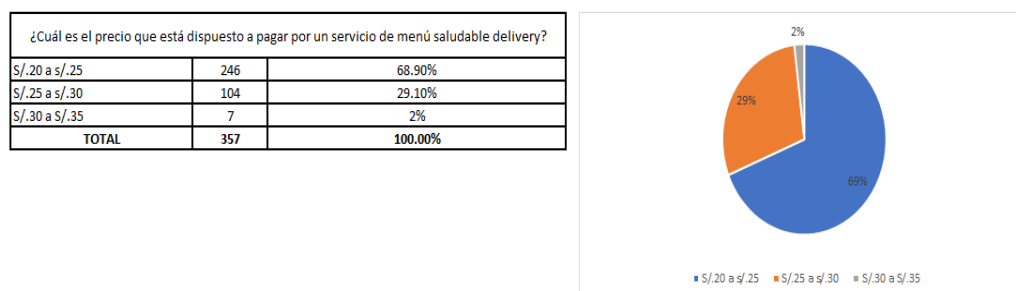 ¿Cuál es el precio que está dispuesto a pagar por un servicio de menú saludable delivery?
S/.20 a s/.25 246 68.90%
S/.25 a s/.30 104 29.10%
S/.30 a S/.35 7 2%
TOTAL 357 100.00%
2%
29%
69%
S/.20 a s/.25 S/.25 a s/.30 S/.30 a S/.35